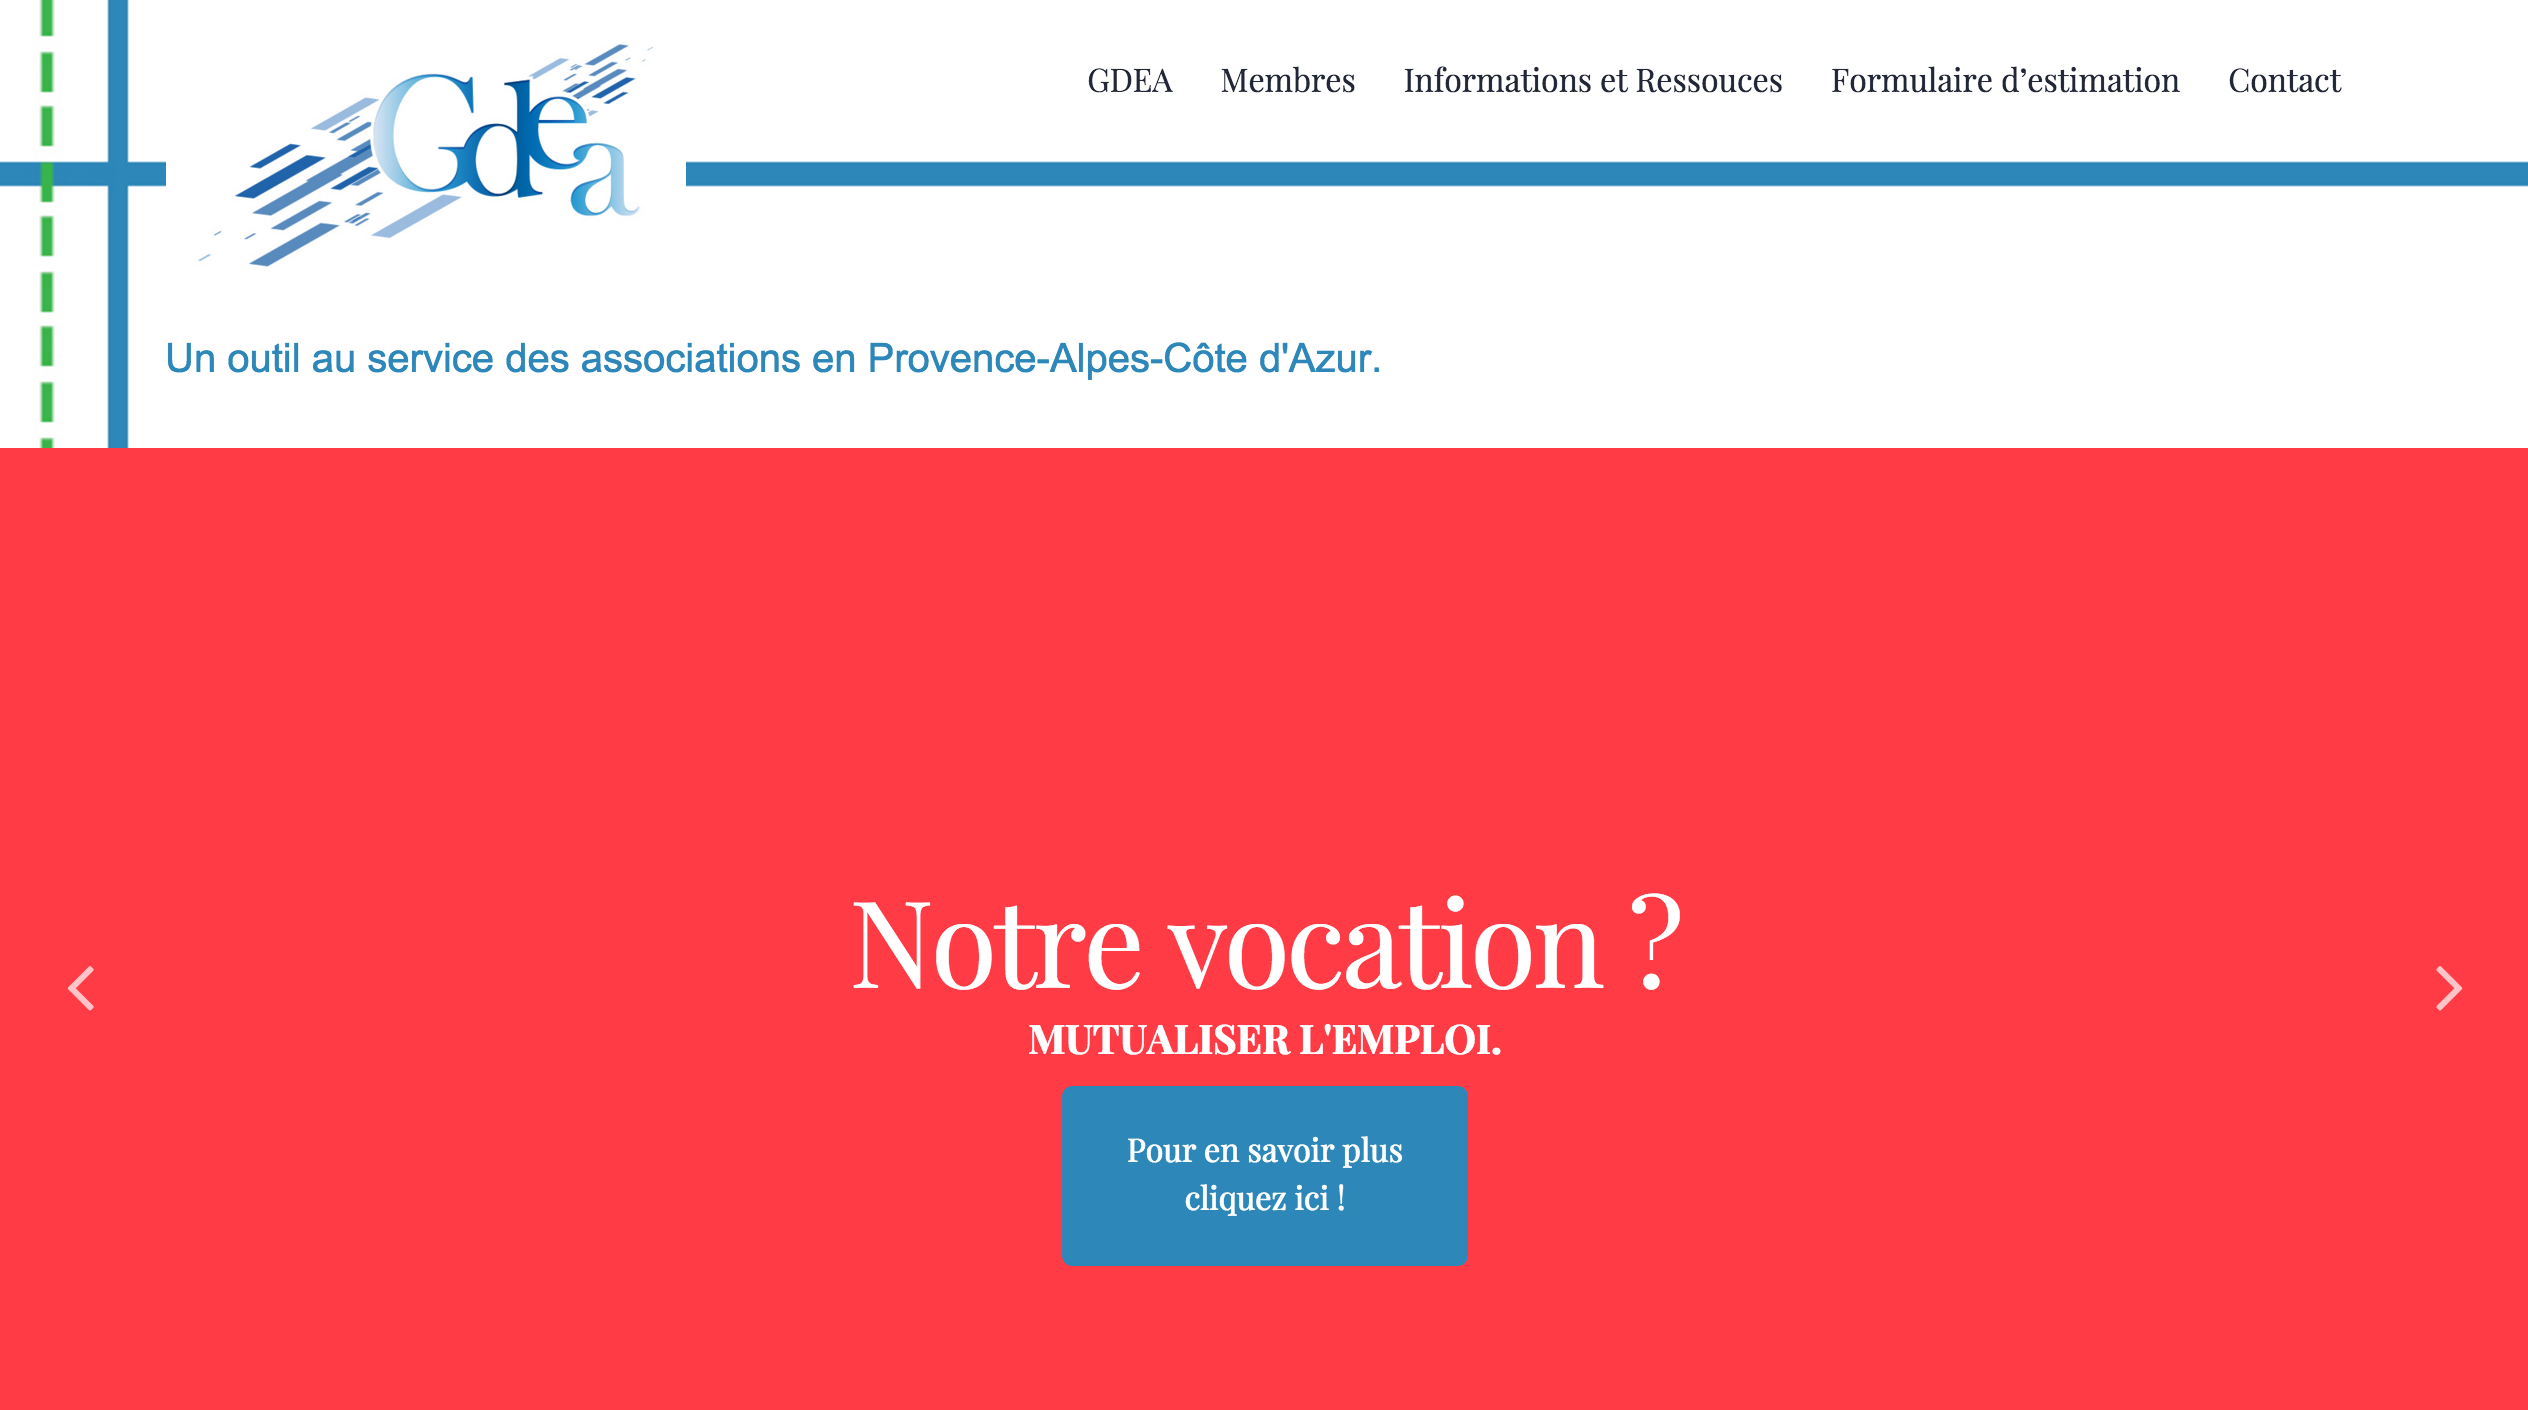 Gdea
GDEA Membres Informations et Ressouces Formulaire d’estimation Contact
Un outil au service des associations en Provence-Alpes-Côte d'Azur.
Notre vocation ?
MUTUALISER L'EMPLOI.
Pour en savoir plus
cliquez ici !